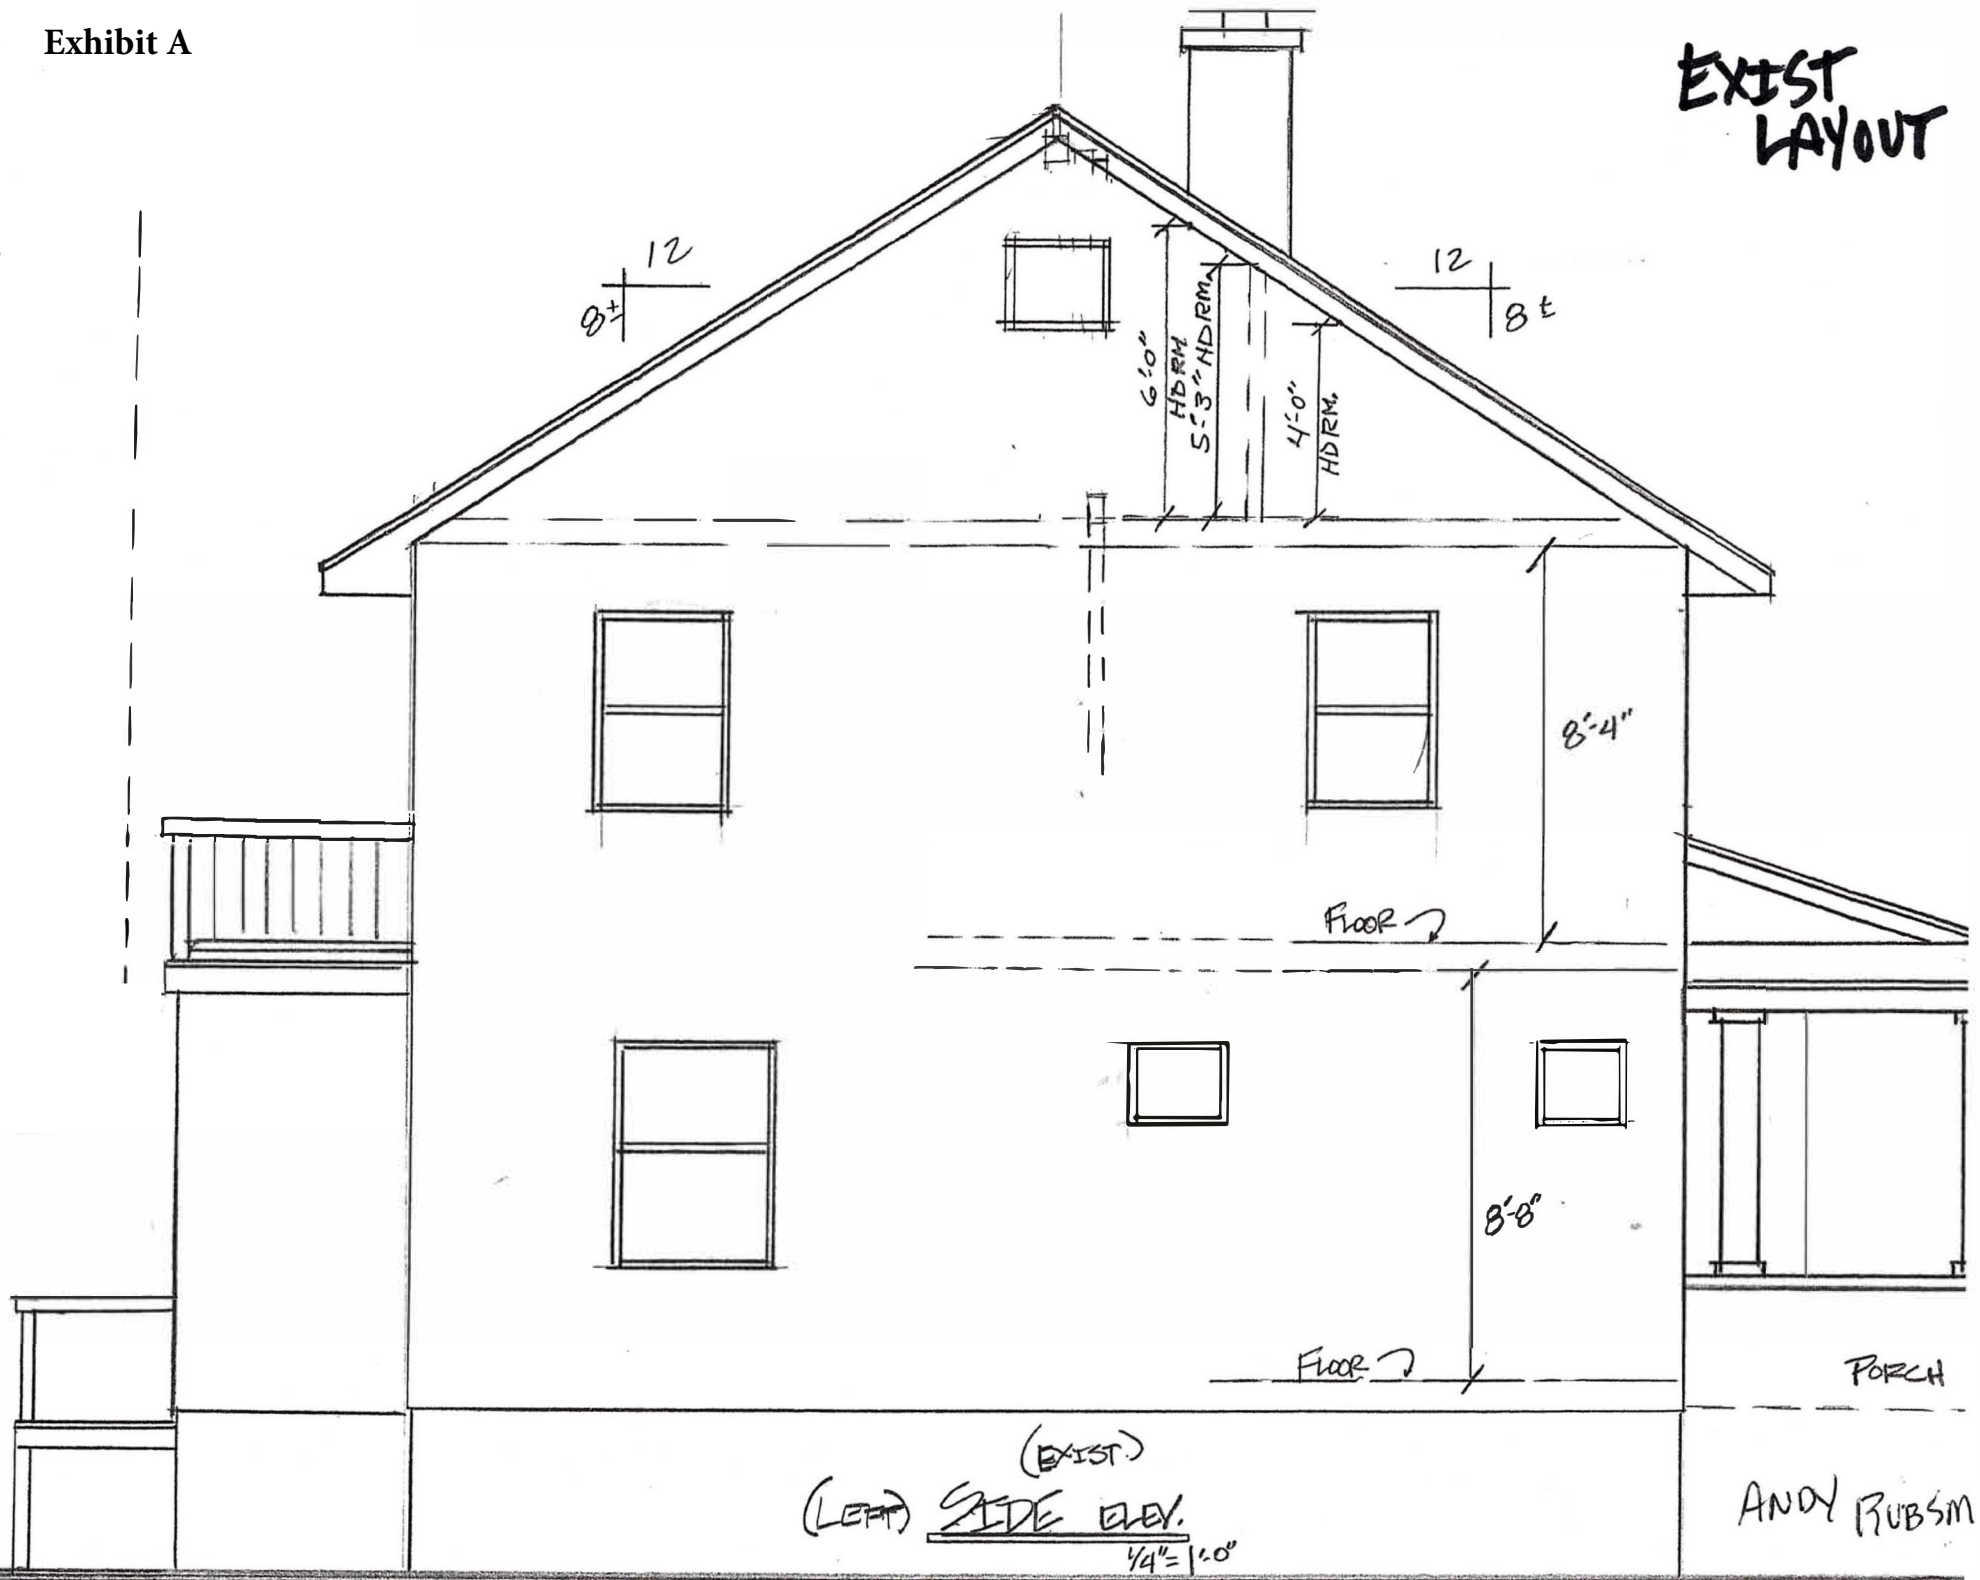 Exhibit A
EXIST
LAYOUT
12
8±
12
8±
6'-0"
HDRM
5'-3" HDRM.
4'-0"
HDRM.
8'-4"
FLOOR
8'-8"
FLOOR
PORCH
(EXIST.)
(LEFT) SIDE ELEV.
1/4"=1'-0"
ANDY RUBSM